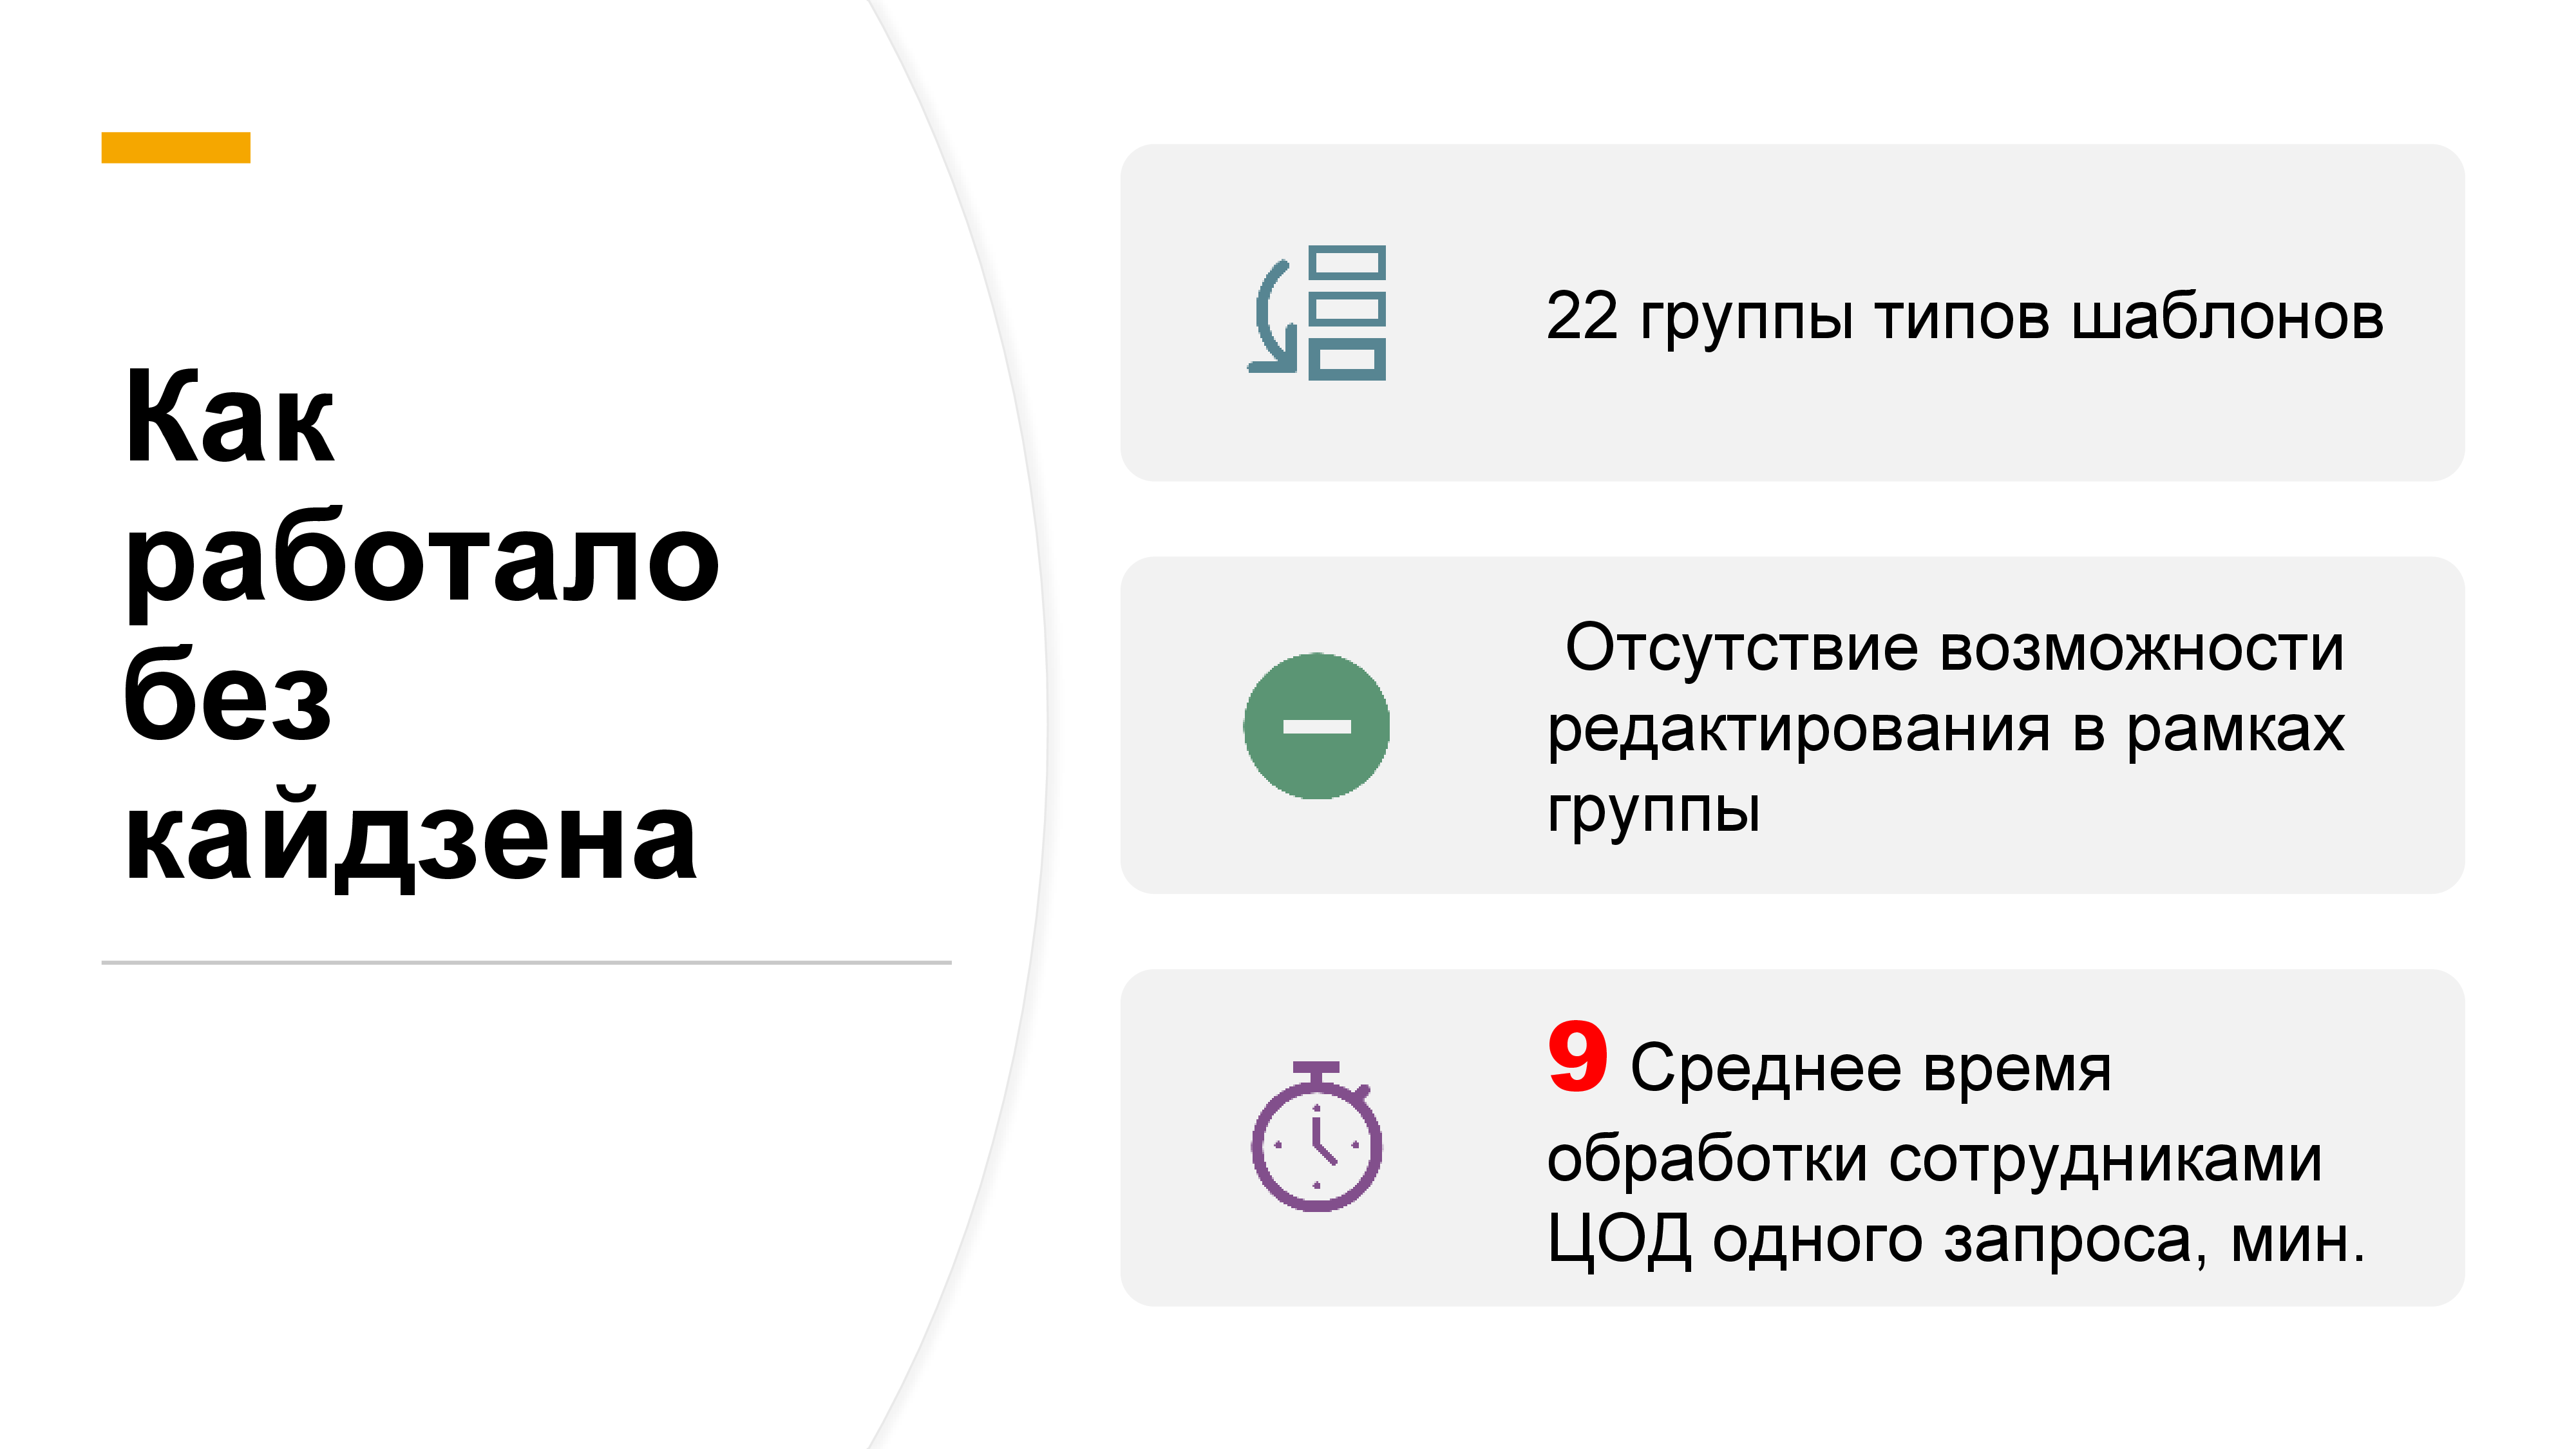 Как
работало
без
кайдзена
22 группы типов шаблонов
Отсутствие возможности
редактирования в рамках
группы
9 Среднее время
обработки сотрудниками
ЦОД одного запроса, мин.